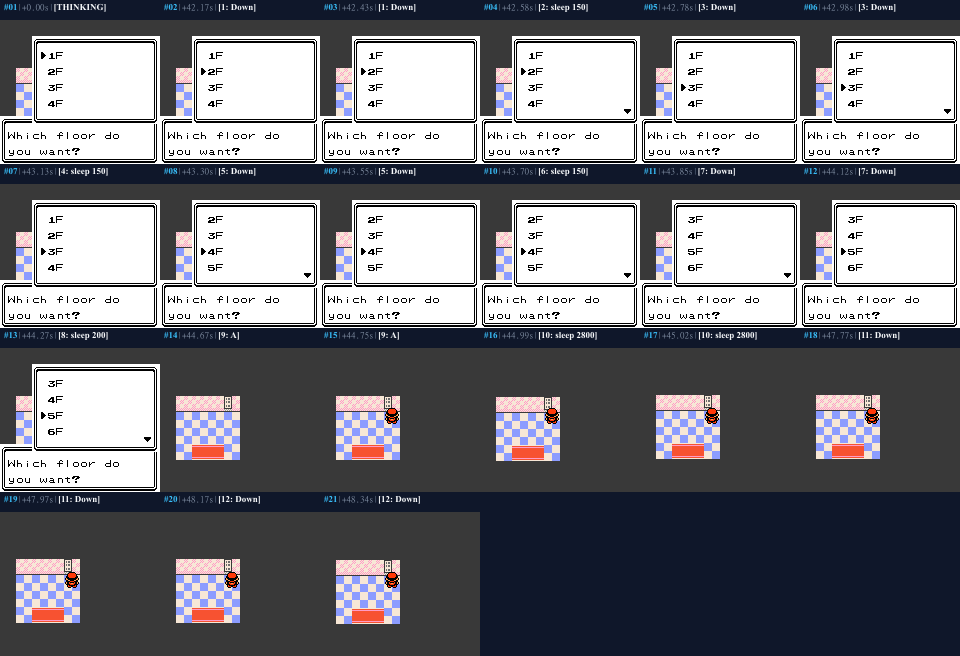 #01|+0.00s|[THINKING]
#02|+42.17s|[1: Down]
#03|+42.43s|[1: Down]
#04|+42.58s|[2: sleep 150]
#05|+42.78s|[3: Down]
#06|+42.98s|[3: Down]
▶1F
2F
3F
4F
Which floor do
you want?
1F
▶2F
3F
4F
Which floor do
you want?
1F
▶2F
3F
4F
Which floor do
you want?
1F
▶2F
3F
4F
▼
Which floor do
you want?
1F
2F
▶3F
4F
▼
Which floor do
you want?
1F
2F
▶3F
4F
▼
Which floor do
you want?
#07|+43.13s|[4: sleep 150]
#08|+43.30s|[5: Down]
#09|+43.55s|[5: Down]
#10|+43.70s|[6: sleep 150]
#11|+43.85s|[7: Down]
#12|+44.12s|[7: Down]
1F
2F
▶3F
4F
Which floor do
you want?
2F
3F
▶4F
5F
▼
Which floor do
you want?
2F
3F
▶4F
5F
Which floor do
you want?
2F
3F
▶4F
5F
▼
Which floor do
you want?
3F
4F
▶5F
6F
▼
Which floor do
you want?
3F
4F
▶5F
6F
Which floor do
you want?
#13|+44.27s|[8: sleep 200]
#14|+44.67s|[9: A]
#15|+44.75s|[9: A]
#16|+44.99s|[10: sleep 2800]
#17|+45.02s|[10: sleep 2800]
#18|+47.77s|[11: Down]
3F
4F
▶5F
6F
▼
Which floor do
you want?
#19|+47.97s|[11: Down]
#20|+48.17s|[12: Down]
#21|+48.34s|[12: Down]